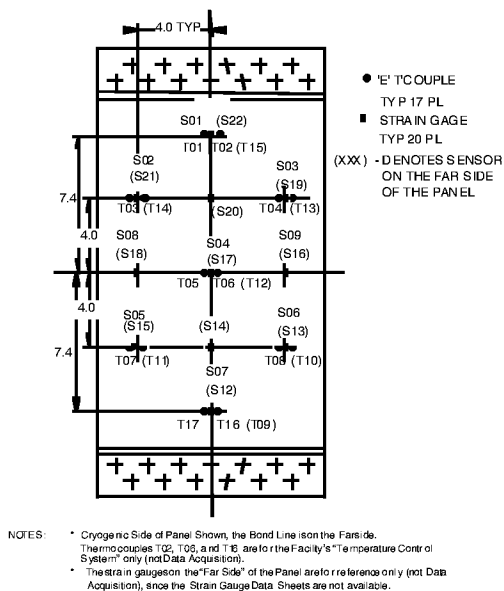 4.0 TYP
'E' T'COUPLE
TYP 17 PL
STRAIN GAGE
TYP 20 PL
(XXX) - DENOTES SENSOR
ON THE FAR SIDE
OF THE PANEL
S01 (S22)
T01 T02 (T15)
S02
(S21)
S03
(S19)
7.4
T03 (T14)
(S20)
T04 (T13)
4.0
S08
(S18)
S04
(S17)
S09
(S16)
T05 T06 (T12)
4.0
S05
(S15)
(S14)
S06
(S13)
7.4
T07 (T11)
T08 (T10)
S07
(S12)
T17 T16 (T09)
NOTES: * Cryogenic Side of Panel Shown, the Bond Line is on the Farside.
Thermocouples T02, T06, and T16 are for the Facility's "Temperature Control
System" only (not Data Acquisition).
* The strain gauges on the "Far Side" of the Panel are for reference only (not Data
Acquisition), since the Strain Gauge Data Sheets are not available.